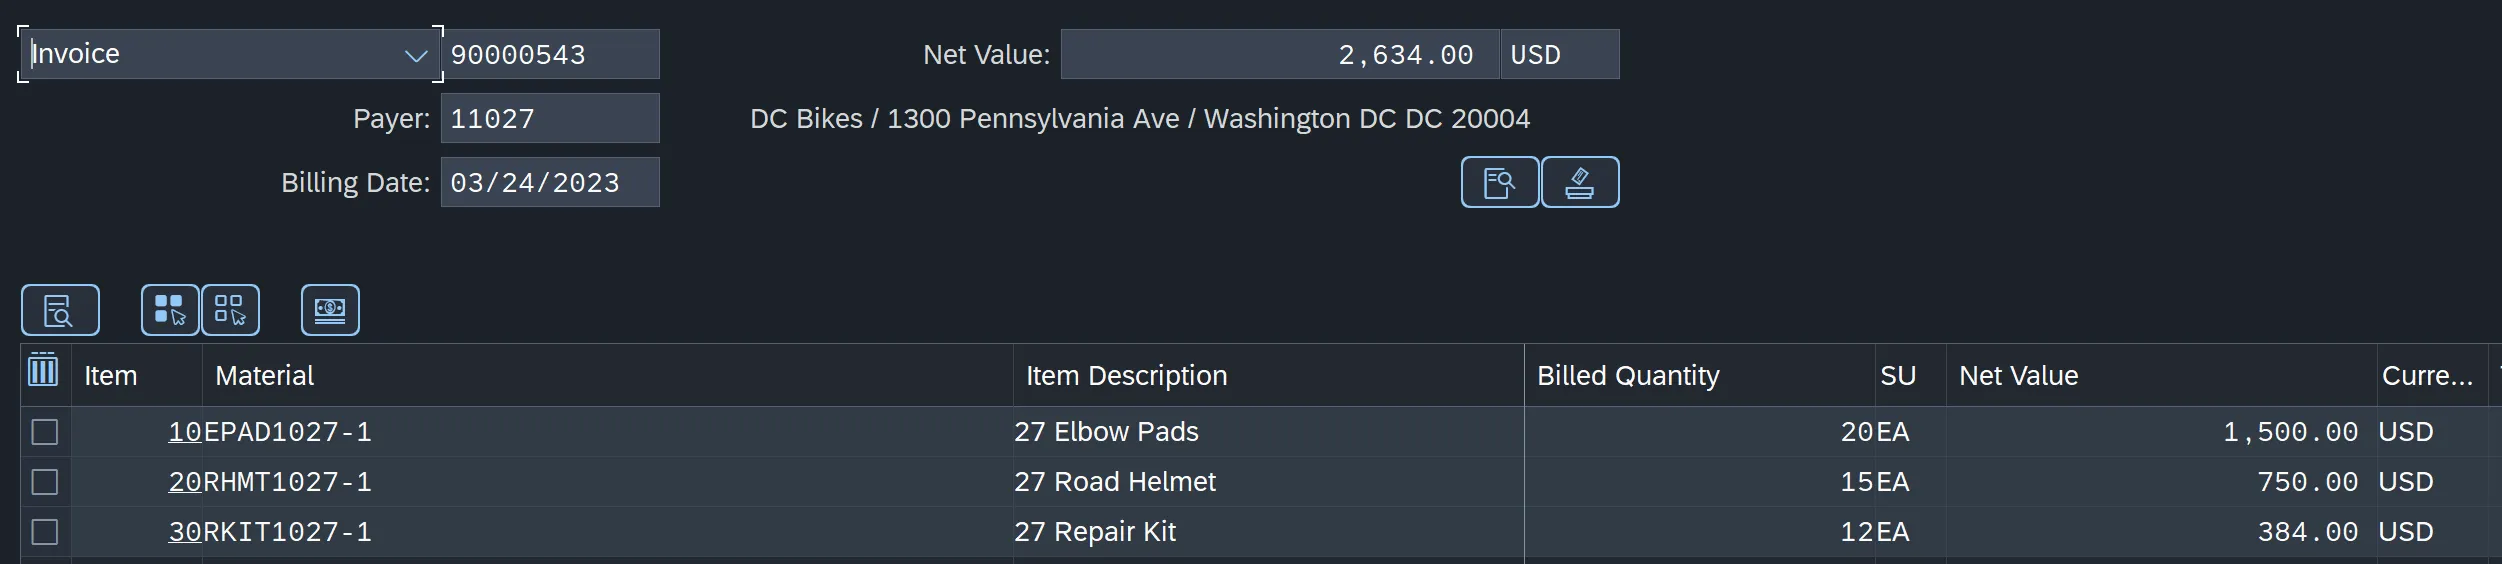 Invoice 90000543 Net Value: 2,634.00 USD
Payer: 11027 DC Bikes / 1300 Pennsylvania Ave / Washington DC DC 20004
Billing Date: 03/24/2023
Item Material Item Description Billed Quantity SU Net Value Curre...
10 EPAD1027-1 27 Elbow Pads 20 EA 1,500.00 USD
20 RHMT1027-1 27 Road Helmet 15 EA 750.00 USD
30 RKIT1027-1 27 Repair Kit 12 EA 384.00 USD